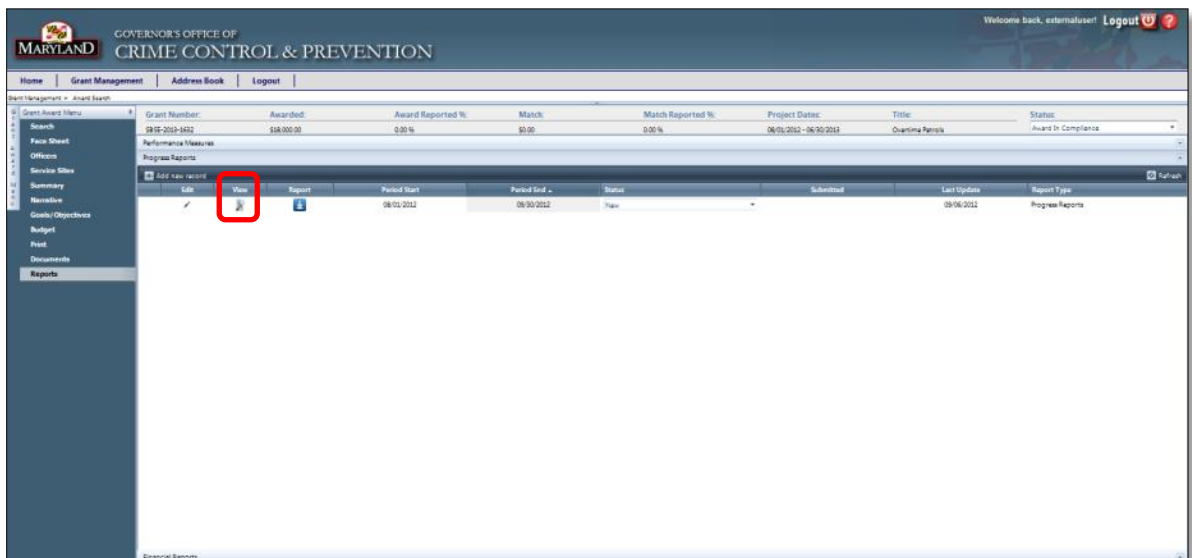 Welcome back, externaluser! Logout
MARYLAND
GOVERNOR'S OFFICE OF
CRIME CONTROL & PREVENTION
Home | Grant Management | Address Book | Logout |
Grant Management > Award Search
Grant Award Menu
Search
Face Sheet
Officers
Service Sites
Summary
Narrative
Goals/Objectives
Budget
Print
Documents
Reports
Grant Number: Awarded: Award Reported %: Match: Match Reported %: Project Dates: Title: Status:
$18,000.00 0.00 % $0.00 0.00 % 08/01/2012 - 06/30/2013 Overtime Patrols Award In Compliance
Performance Measures
Progress Reports
Add new record Refresh
Edit View Report Period Start Period End Status Submitted Last Update Report Type
08/01/2012 09/30/2012 New 09/06/2012 Progress Reports
Financial Reports